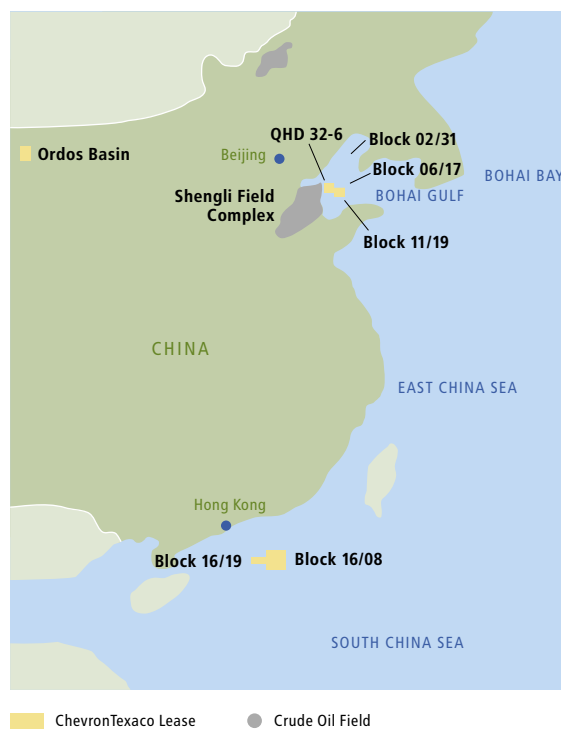 QHD 32-6
Block 02/31
Ordos Basin
Beijing
Block 06/17
BOHAI BAY
Shengli Field
Complex
BOHAI GULF
Block 11/19
CHINA
EAST CHINA SEA
Hong Kong
Block 16/19
Block 16/08
SOUTH CHINA SEA
ChevronTexaco Lease
Crude Oil Field